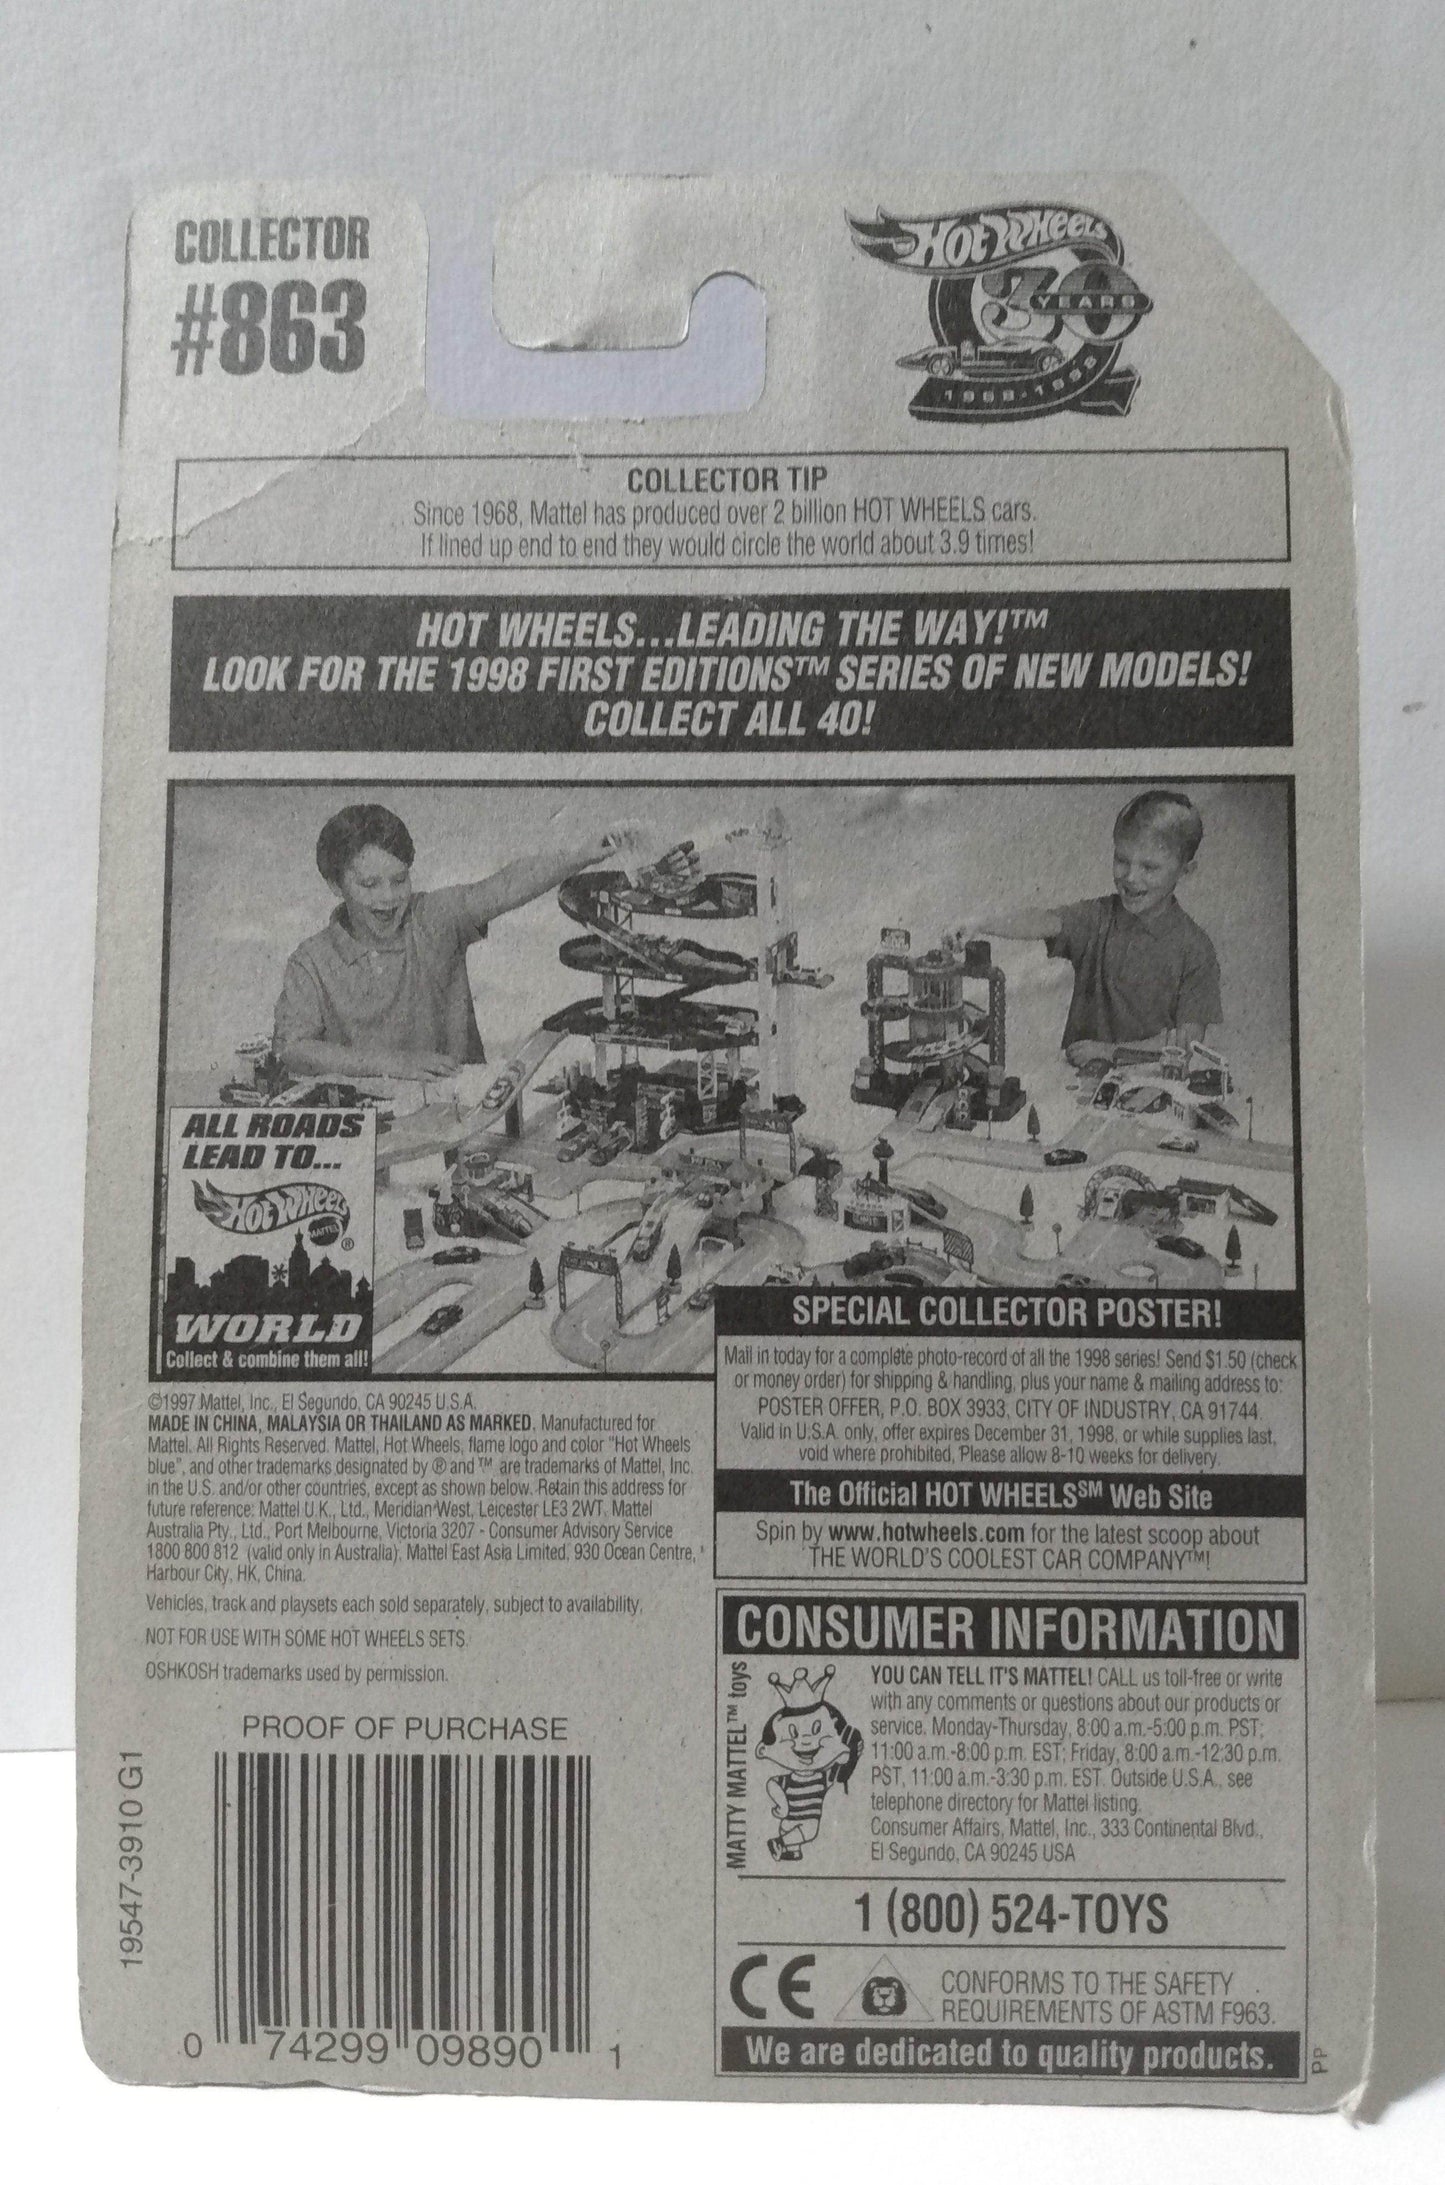 COLLECTOR
#863
HOT WHEELS
30
YEARS
1968-1998
COLLECTOR TIP
Since 1968, Mattel has produced over 2 billion HOT WHEELS cars.
If lined up end to end they would circle the world about 3.9 times!
HOT WHEELS...LEADING THE WAY!™
LOOK FOR THE 1998 FIRST EDITIONS™ SERIES OF NEW MODELS!
COLLECT ALL 40!
ALL ROADS
LEAD TO...
HOT WHEELS
MATTEL
®
WORLD
Collect & combine them all!
SPECIAL COLLECTOR POSTER!
Mail in today for a complete photo-record of all the 1998 series! Send $1.50 (check
or money order) for shipping & handling, plus your name & mailing address to:
POSTER OFFER, P.O. BOX 3933, CITY OF INDUSTRY, CA 91744.
Valid in U.S.A. only, offer expires December 31, 1998, or while supplies last,
void where prohibited. Please allow 8-10 weeks for delivery.
The Official HOT WHEELS℠ Web Site
Spin by www.hotwheels.com for the latest scoop about
THE WORLD'S COOLEST CAR COMPANY™!
©1997 Mattel, Inc., El Segundo, CA 90245 U.S.A.
MADE IN CHINA, MALAYSIA OR THAILAND AS MARKED. Manufactured for
Mattel. All Rights Reserved. Mattel, Hot Wheels, flame logo and color "Hot Wheels
blue", and other trademarks designated by ® and ™ are trademarks of Mattel, Inc.
in the U.S. and/or other countries, except as shown below. Retain this address for
future reference: Mattel U.K., Ltd., Meridian West, Leicester LE3 2WT. Mattel
Australia Pty., Ltd., Port Melbourne, Victoria 3207 - Consumer Advisory Service
1800 800 812 (valid only in Australia). Mattel East Asia Limited, 930 Ocean Centre,
Harbour City, HK, China.
Vehicles, track and playsets each sold separately, subject to availability.
NOT FOR USE WITH SOME HOT WHEELS SETS.
OSHKOSH trademarks used by permission.
PROOF OF PURCHASE
19547-3910 G1
0 74299 09890 1
CONSUMER INFORMATION
MATTY MATTEL™ toys
YOU CAN TELL IT'S MATTEL! CALL us toll-free or write
with any comments or questions about our products or
service, Monday-Thursday, 8:00 a.m.-5:00 p.m. PST;
11:00 a.m.-8:00 p.m. EST; Friday, 8:00 a.m.-12:30 p.m.
PST, 11:00 a.m.-3:30 p.m. EST. Outside U.S.A., see
telephone directory for Mattel listing.
Consumer Affairs, Mattel, Inc., 333 Continental Blvd.,
El Segundo, CA 90245 USA
1 (800) 524-TOYS
CE
CONFORMS TO THE SAFETY
REQUIREMENTS OF ASTM F963.
We are dedicated to quality products.
PP